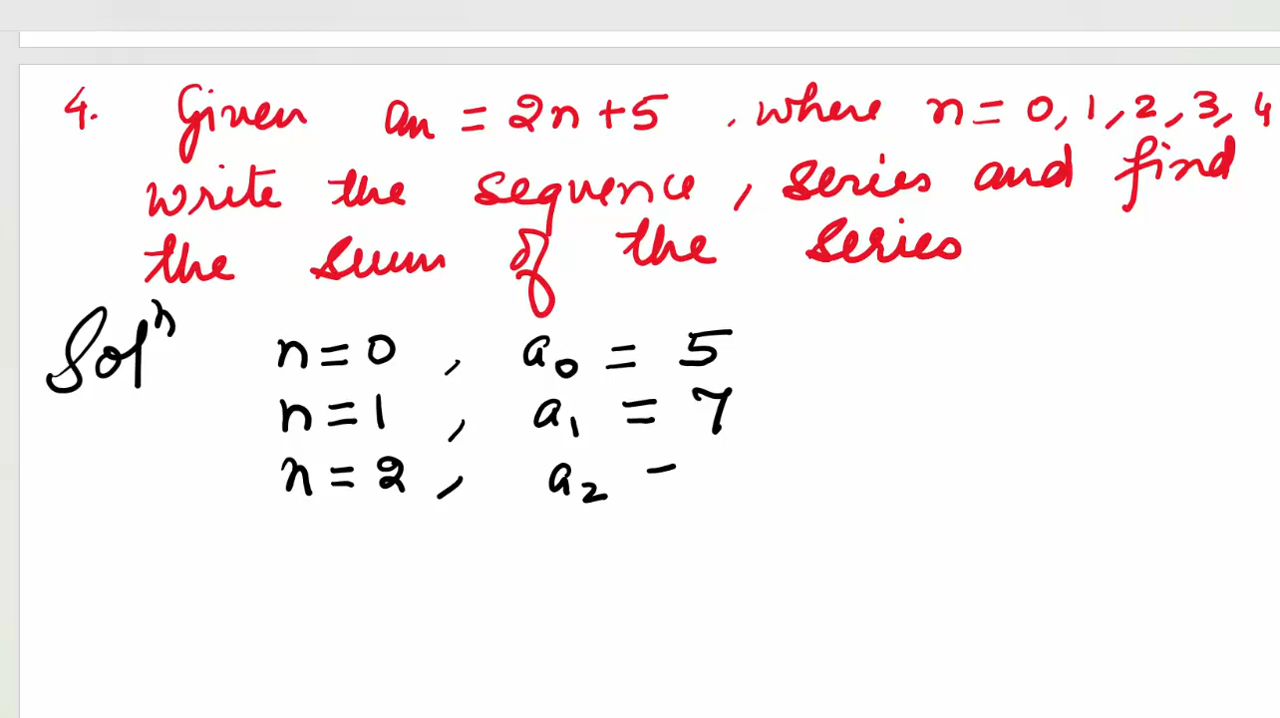 4. Given an = 2n+5 . where n = 0, 1, 2, 3, 4
write the sequence, series and find
the sum of the series
Solⁿ n=0 , a₀ = 5
n=1 , a₁ = 7
n=2 , a₂ -